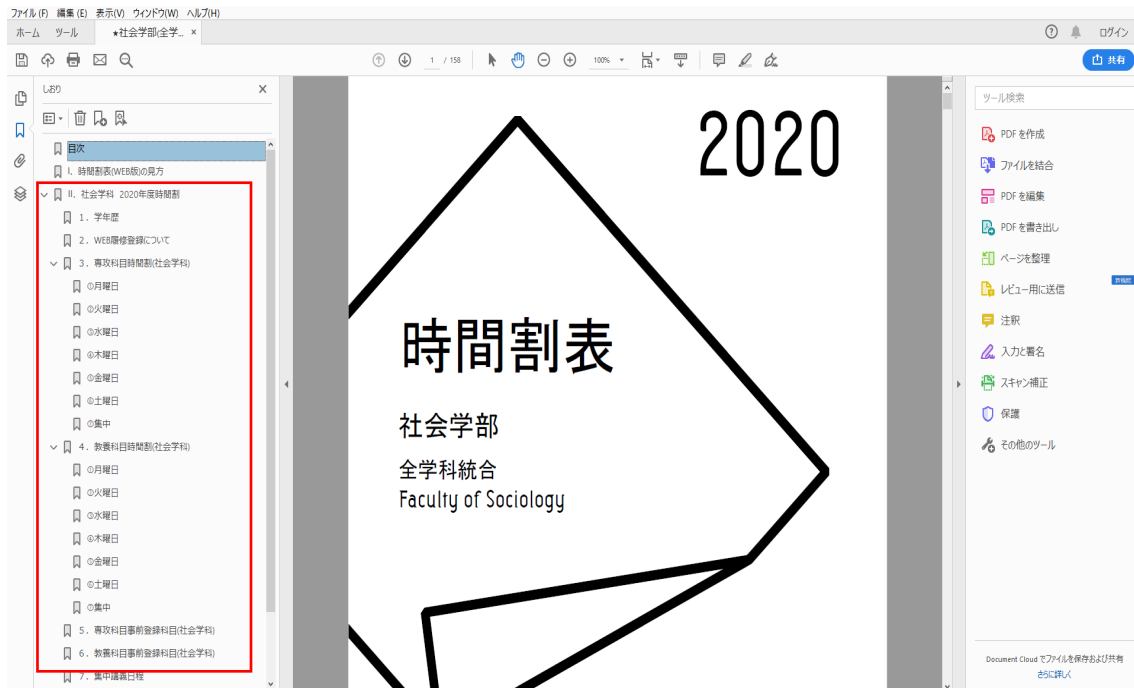 ファイル(F) 編集(E) 表示(V) ウィンドウ(W) ヘルプ(H)
ホーム ツール ★社会学部(全学... × ログイン
1 / 158 100% 共有
しおり ×
目次
I. 時間割表(WEB版)の見方
II. 社会学科 2020年度時間割
1. 学年歴
2. WEB履修登録について
3. 専攻科目時間割(社会学科)
①月曜日
②火曜日
③水曜日
④木曜日
⑤金曜日
⑥土曜日
⑦集中
4. 教養科目時間割(社会学科)
①月曜日
②火曜日
③水曜日
④木曜日
⑤金曜日
⑥土曜日
⑦集中
5. 専攻科目事前登録科目(社会学科)
6. 教養科目事前登録科目(社会学科)
7. 集中講義日程
2020
時間割表
社会学部
全学科統合
Faculty of Sociology
ツール検索
PDF を作成
ファイルを結合
PDF を編集
PDF を書き出し
ページを整理
レビュー用に送信
注釈
入力と署名
スキャン補正
保護
その他のツール
Document Cloud でファイルを保存および共有
さらに詳しく